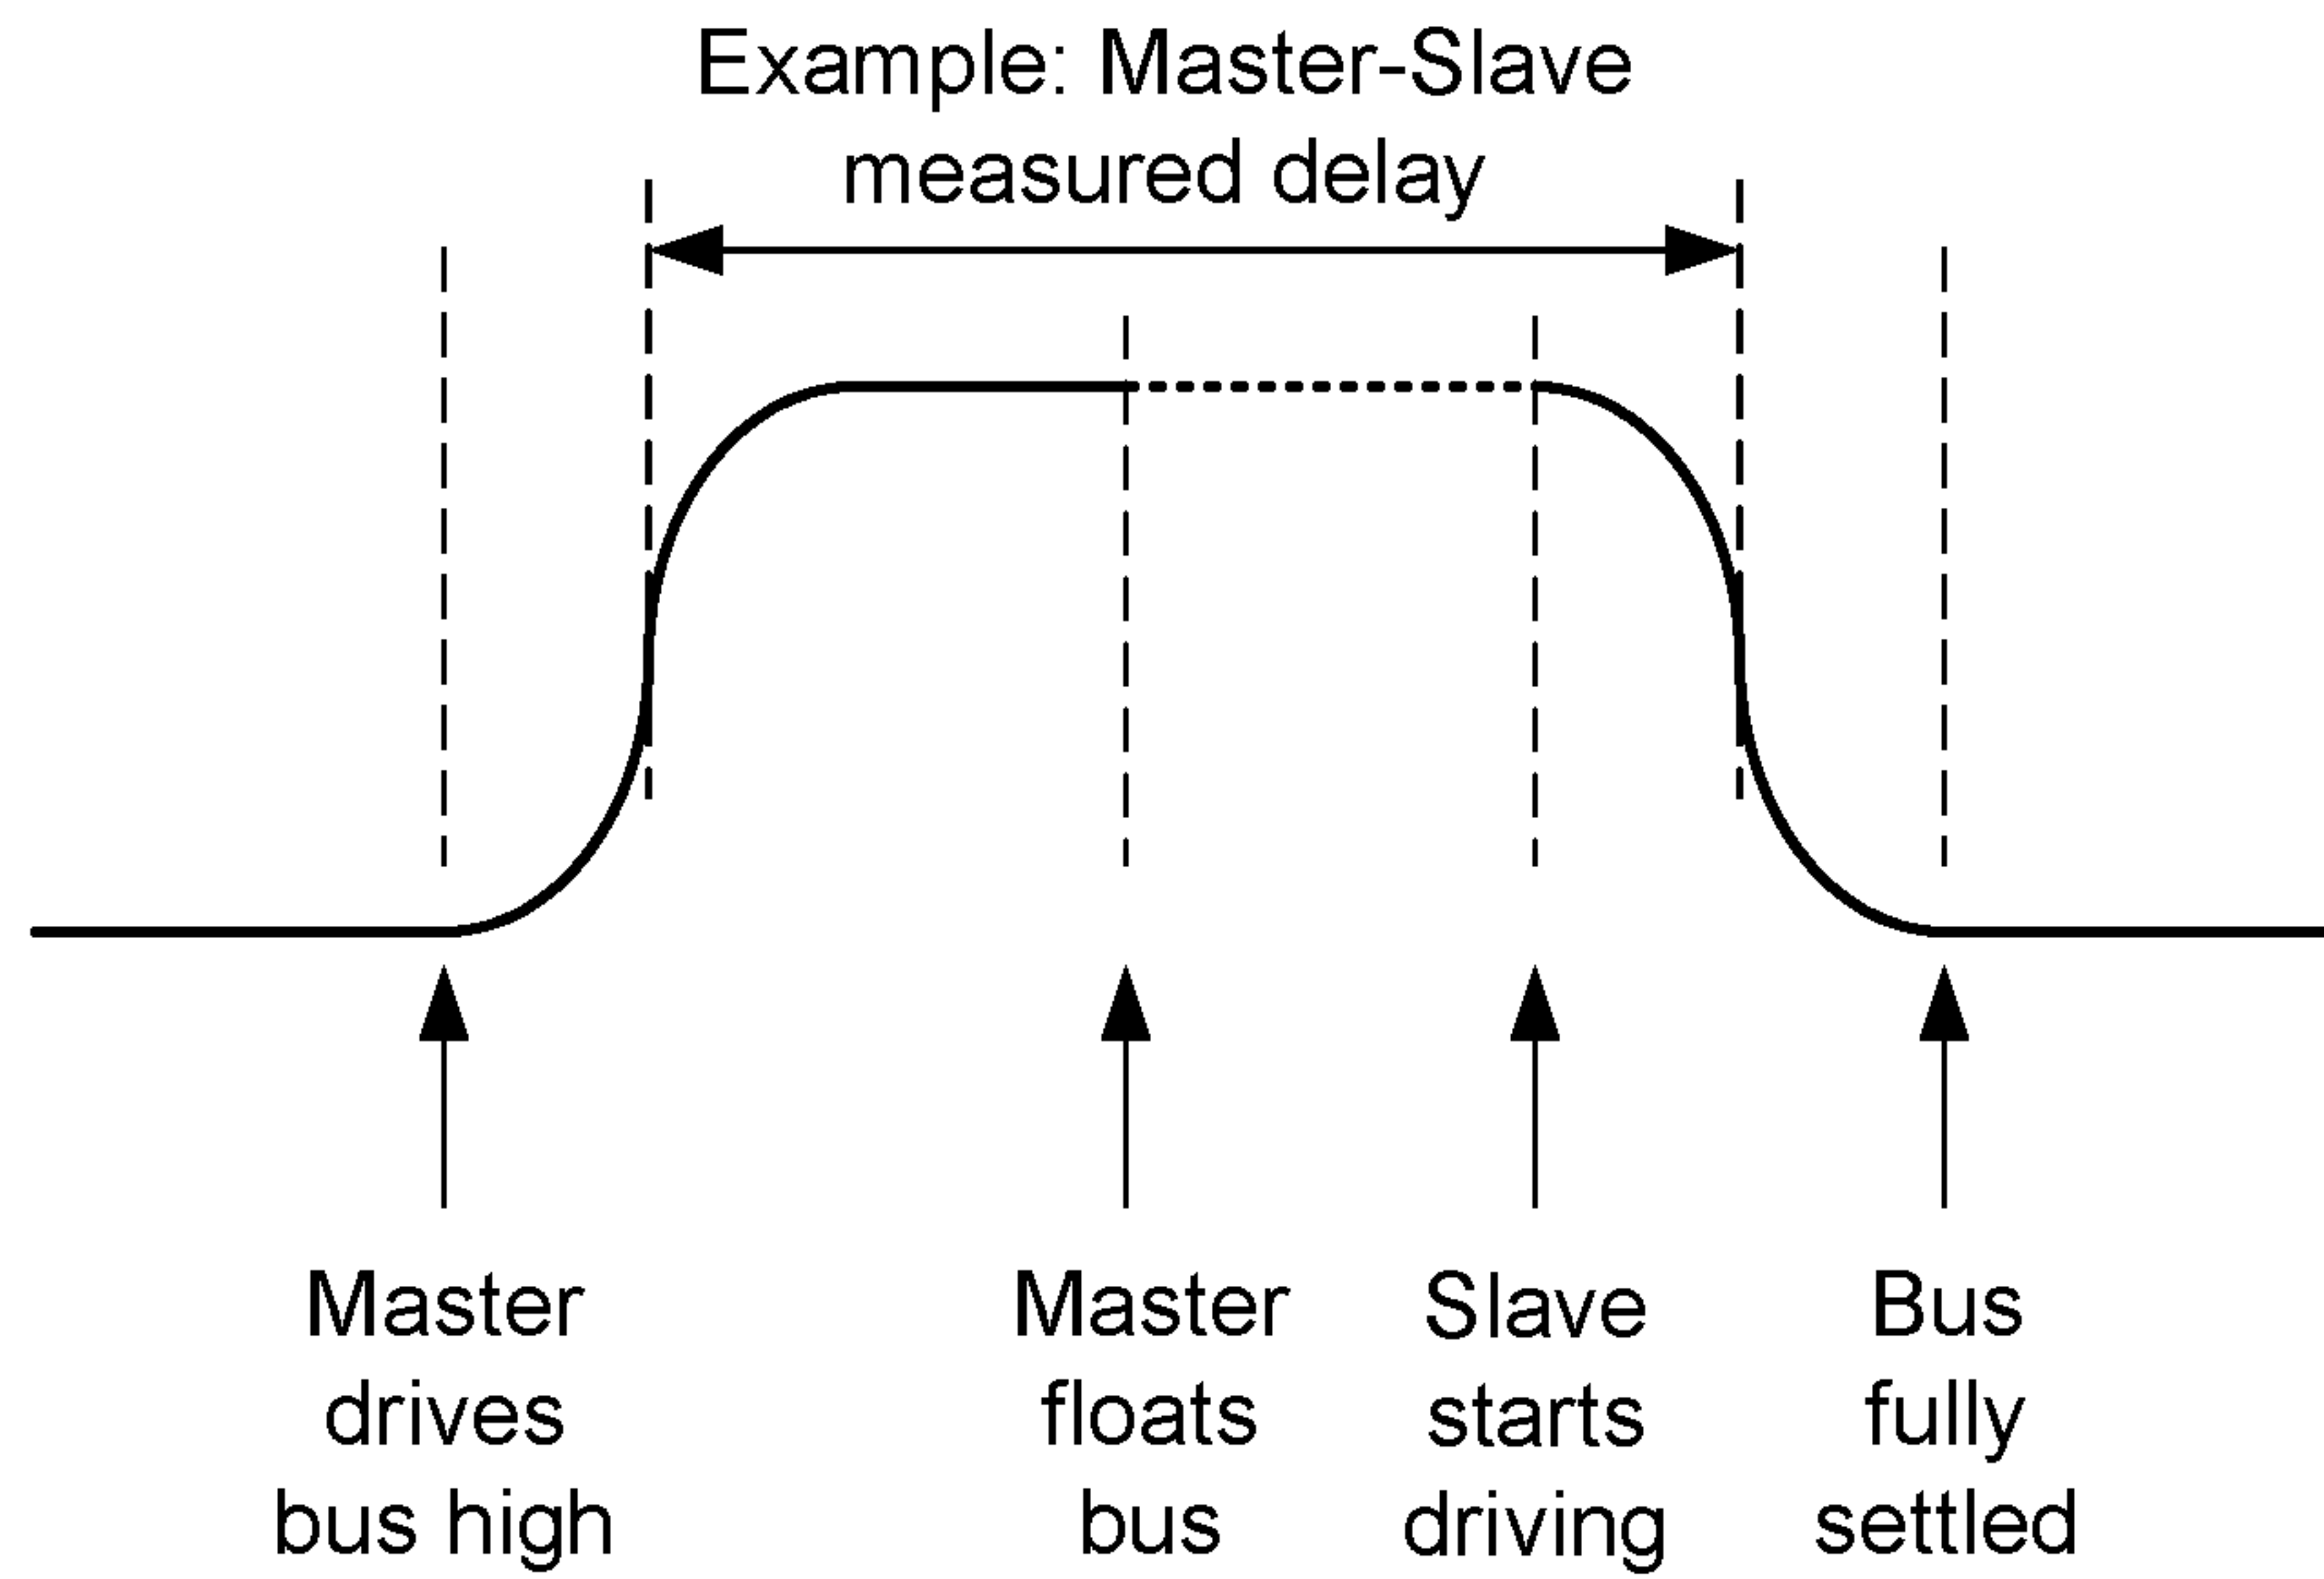 Example: Master-Slave
measured delay
Master
drives
bus high
Master
floats
bus
Slave
starts
driving
Bus
fully
settled